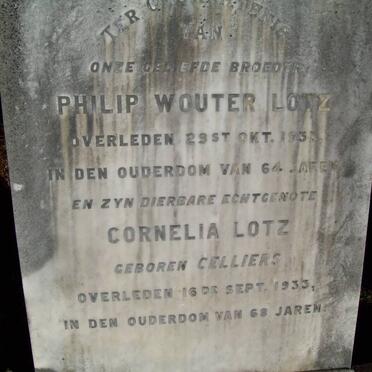 TER
VAN
ONZE GELIEFDE BROEDER
PHILIP WOUTER LOTZ
OVERLEDEN 29ST OKT.
IN DEN OUDERDOM VAN 64 JAREN
EN ZYN DIERBARE ECHTGENOTE
CORNELIA LOTZ
GEBOREN CELLIERS
OVERLEDEN 16DE SEPT. 1933,
IN DEN OUDERDOM VAN 68 JAREN.